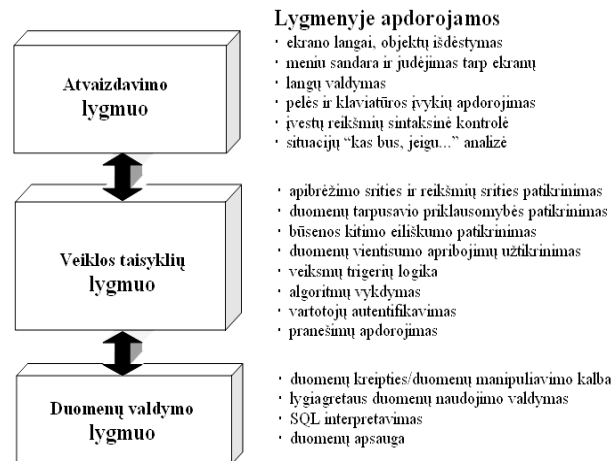 Lygmenyje apdorojamos
Atvaizdavimo
lygmuo
· ekrano langai, objektų išdėstymas
· meniu sandara ir judėjimas tarp ekranų
· langų valdymas
· pelės ir klaviatūros įvykių apdorojimas
· įvestų reikšmių sintaksinė kontrolė
· situacijų “kas bus, jeigu...” analizė
Veiklos taisyklių
lygmuo
· apibrėžimo srities ir reikšmių srities patikrinimas
· duomenų tarpusavio priklausomybės patikrinimas
· būsenos kitimo eiliškumo patikrinimas
· duomenų vientisumo apribojimų užtikrinimas
· veiksmų trigerių logika
· algoritmų vykdymas
· vartotojų autentifikavimas
· pranešimų apdorojimas
Duomenų valdymo
lygmuo
· duomenų kreipties/duomenų manipuliavimo kalba
· lygiagretaus duomenų naudojimo valdymas
· SQL interpretavimas
· duomenų apsauga